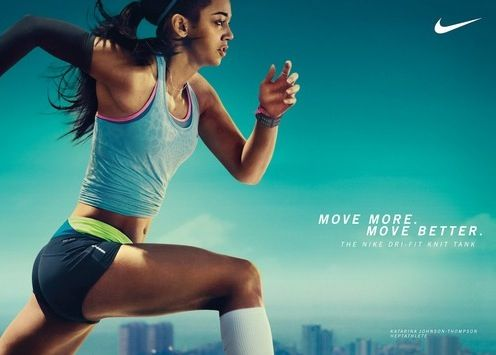 MOVE MORE.
MOVE BETTER.
THE NIKE DRI-FIT KNIT TANK
KATARINA JOHNSON-THOMPSON
HEPTATHLETE